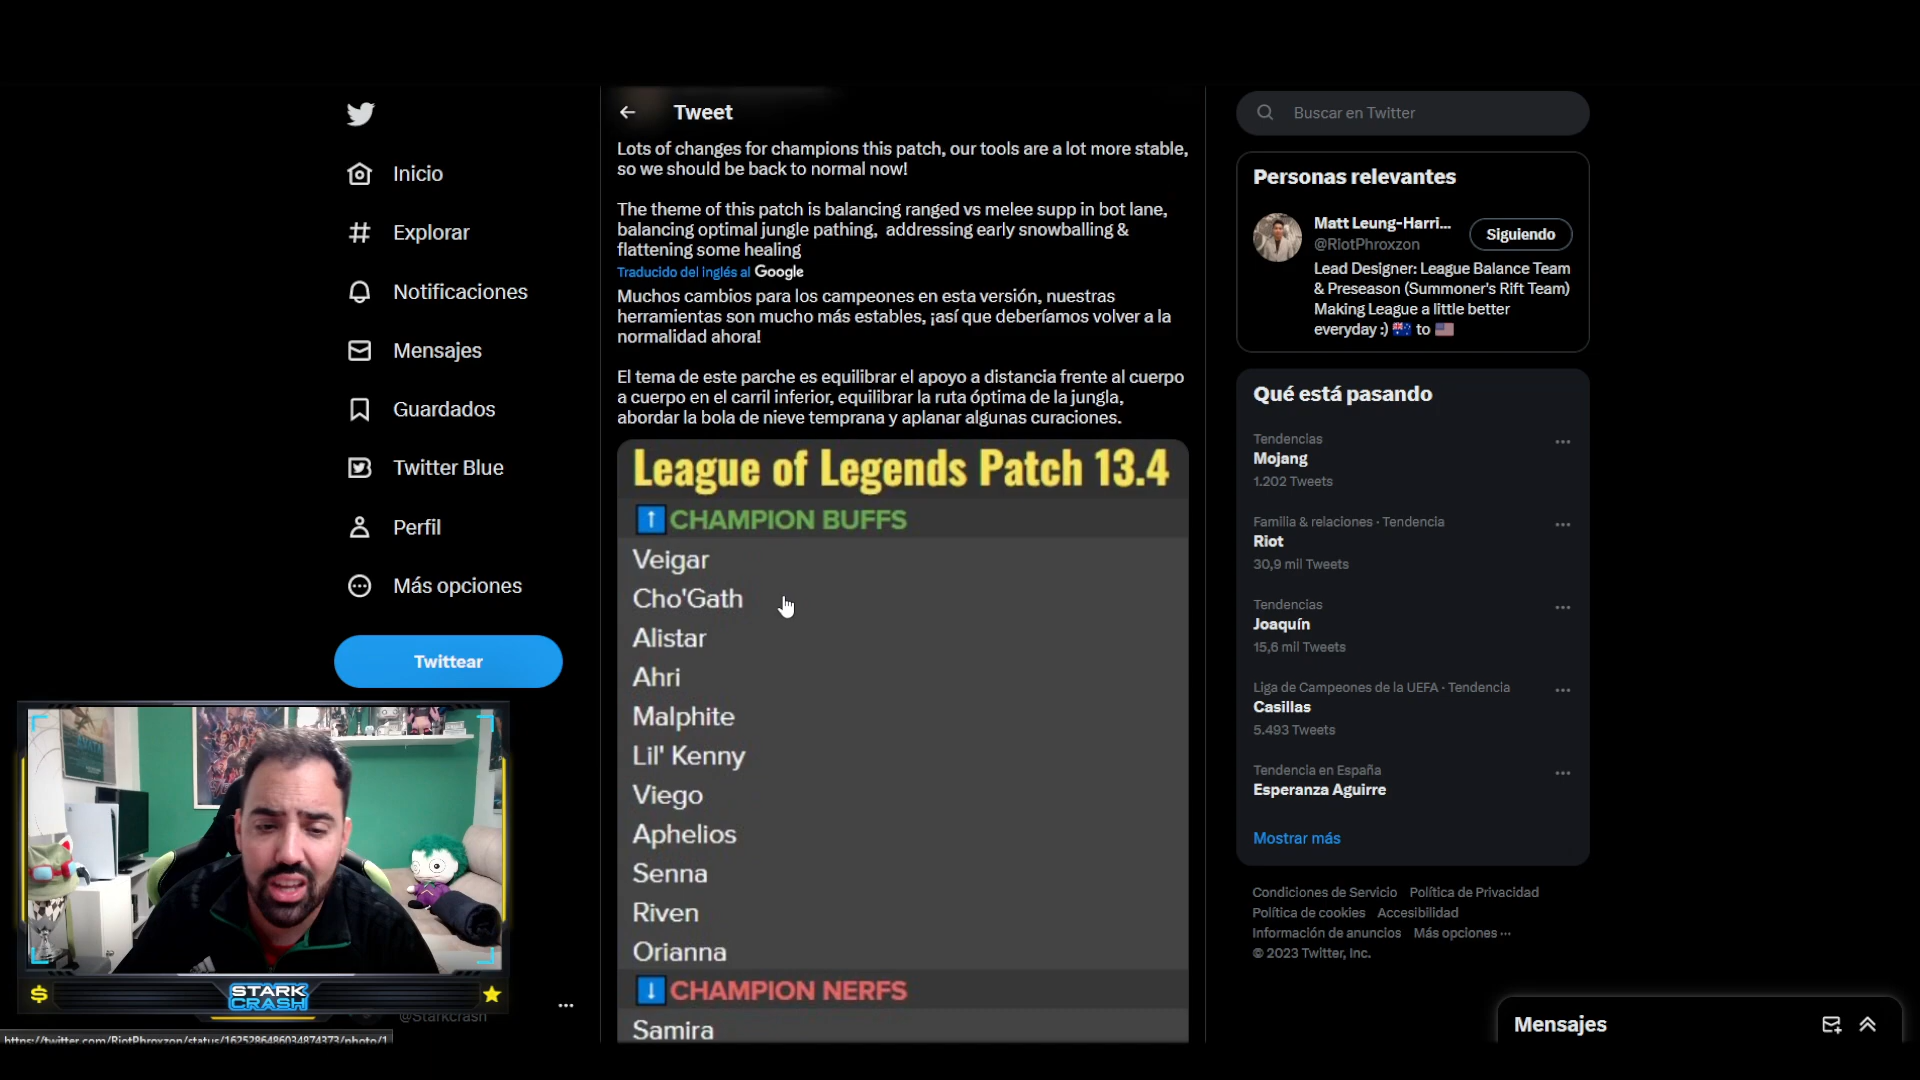 Inicio
Explorar
Notificaciones
Mensajes
Guardados
Twitter Blue
Perfil
Más opciones
Twittear
STARK
CRASH
@Starkcrash
https://twitter.com/RiotPhroxzon/status/1625286486034874373/photo/1
Tweet
Lots of changes for champions this patch, our tools are a lot more stable,
so we should be back to normal now!
The theme of this patch is balancing ranged vs melee supp in bot lane,
balancing optimal jungle pathing, addressing early snowballing &
flattening some healing
Traducido del inglés al Google
Muchos cambios para los campeones en esta versión, nuestras
herramientas son mucho más estables, ¡así que deberíamos volver a la
normalidad ahora!
El tema de este parche es equilibrar el apoyo a distancia frente al cuerpo
a cuerpo en el carril inferior, equilibrar la ruta óptima de la jungla,
abordar la bola de nieve temprana y aplanar algunas curaciones.
League of Legends Patch 13.4
CHAMPION BUFFS
Veigar
Cho'Gath
Alistar
Ahri
Malphite
Lil' Kenny
Viego
Aphelios
Senna
Riven
Orianna
CHAMPION NERFS
Samira
Buscar en Twitter
Personas relevantes
Matt Leung-Harri...
@RiotPhroxzon
Siguiendo
Lead Designer: League Balance Team
& Preseason (Summoner's Rift Team)
Making League a little better
everyday :) 🇦🇺 to 🇺🇸
Qué está pasando
Tendencias
Mojang
1.202 Tweets
Familia & relaciones · Tendencia
Riot
30,9 mil Tweets
Tendencias
Joaquín
15,6 mil Tweets
Liga de Campeones de la UEFA · Tendencia
Casillas
5.493 Tweets
Tendencia en España
Esperanza Aguirre
Mostrar más
Condiciones de Servicio Política de Privacidad
Política de cookies Accesibilidad
Información de anuncios Más opciones ···
© 2023 Twitter, Inc.
Mensajes